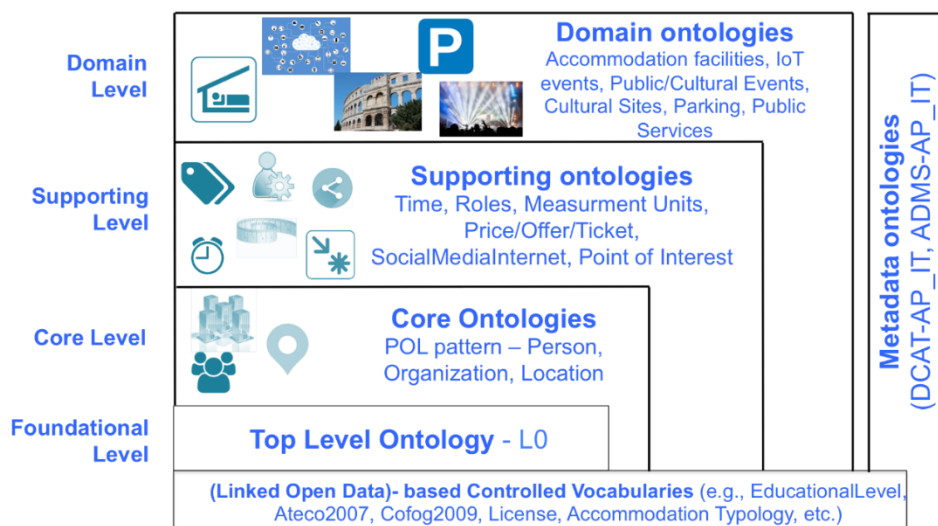 Domain
Level
P
Domain ontologies
Accommodation facilities, IoT
events, Public/Cultural Events,
Cultural Sites, Parking, Public
Services
Supporting
Level
Supporting ontologies
Time, Roles, Measurment Units,
Price/Offer/Ticket,
SocialMediaInternet, Point of Interest
Core Level
Core Ontologies
POL pattern – Person,
Organization, Location
Foundational
Level
Top Level Ontology - L0
(Linked Open Data)- based Controlled Vocabularies (e.g., EducationalLevel,
Ateco2007, Cofog2009, License, Accommodation Typology, etc.)
Metadata ontologies
(DCAT-AP_IT, ADMS-AP_IT)